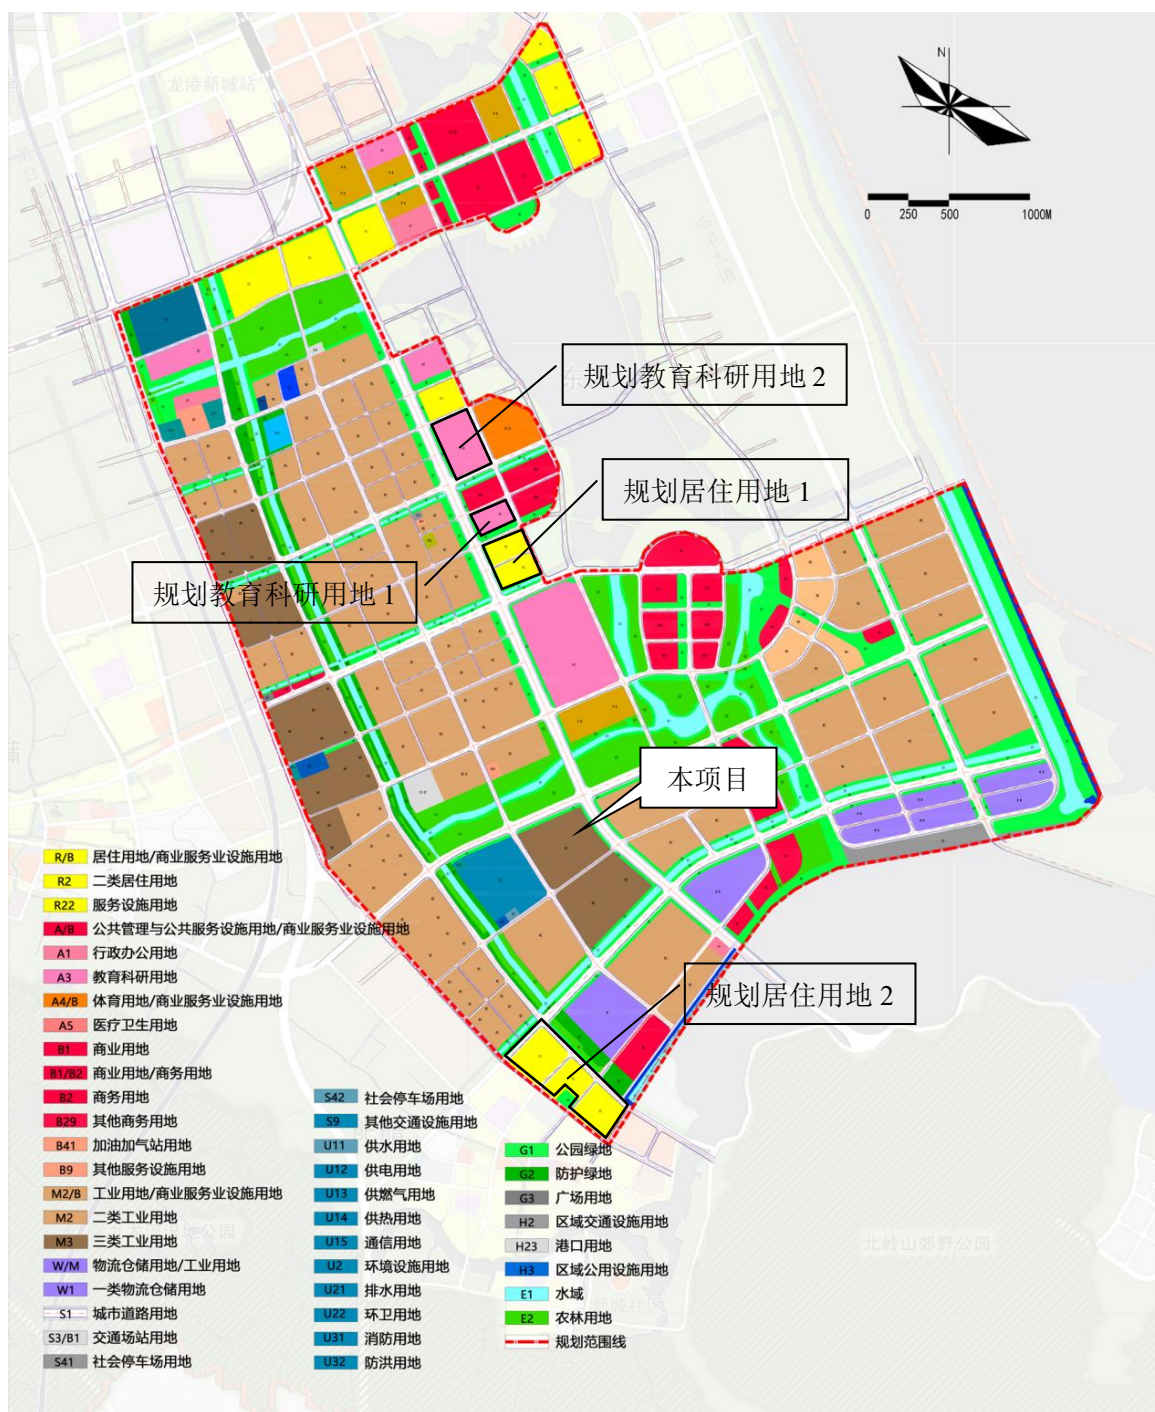 龙港新城站
N
0 250 500 1000M
规划教育科研用地 2
规划居住用地 1
规划教育科研用地 1
本项目
规划居住用地 2
北岭山郊野公园
R/B 居住用地/商业服务业设施用地
R2 二类居住用地
R22 服务设施用地
A/B 公共管理与公共服务设施用地/商业服务业设施用地
A1 行政办公用地
A3 教育科研用地
A4/B 体育用地/商业服务业设施用地
A5 医疗卫生用地
B1 商业用地
B1/B2 商业用地/商务用地
B2 商务用地
B29 其他商务用地
B41 加油加气站用地
B9 其他服务设施用地
M2/B 工业用地/商业服务业设施用地
M2 二类工业用地
M3 三类工业用地
W/M 物流仓储用地/工业用地
W1 一类物流仓储用地
S1 城市道路用地
S3/B1 交通场站用地
S41 社会停车场用地
S42 社会停车场用地
S9 其他交通设施用地
U11 供水用地
U12 供电用地
U13 供燃气用地
U14 供热用地
U15 通信用地
U2 环境设施用地
U21 排水用地
U22 环卫用地
U31 消防用地
U32 防洪用地
G1 公园绿地
G2 防护绿地
G3 广场用地
H2 区域交通设施用地
H23 港口用地
H3 区域公用设施用地
E1 水域
E2 农林用地
规划范围线